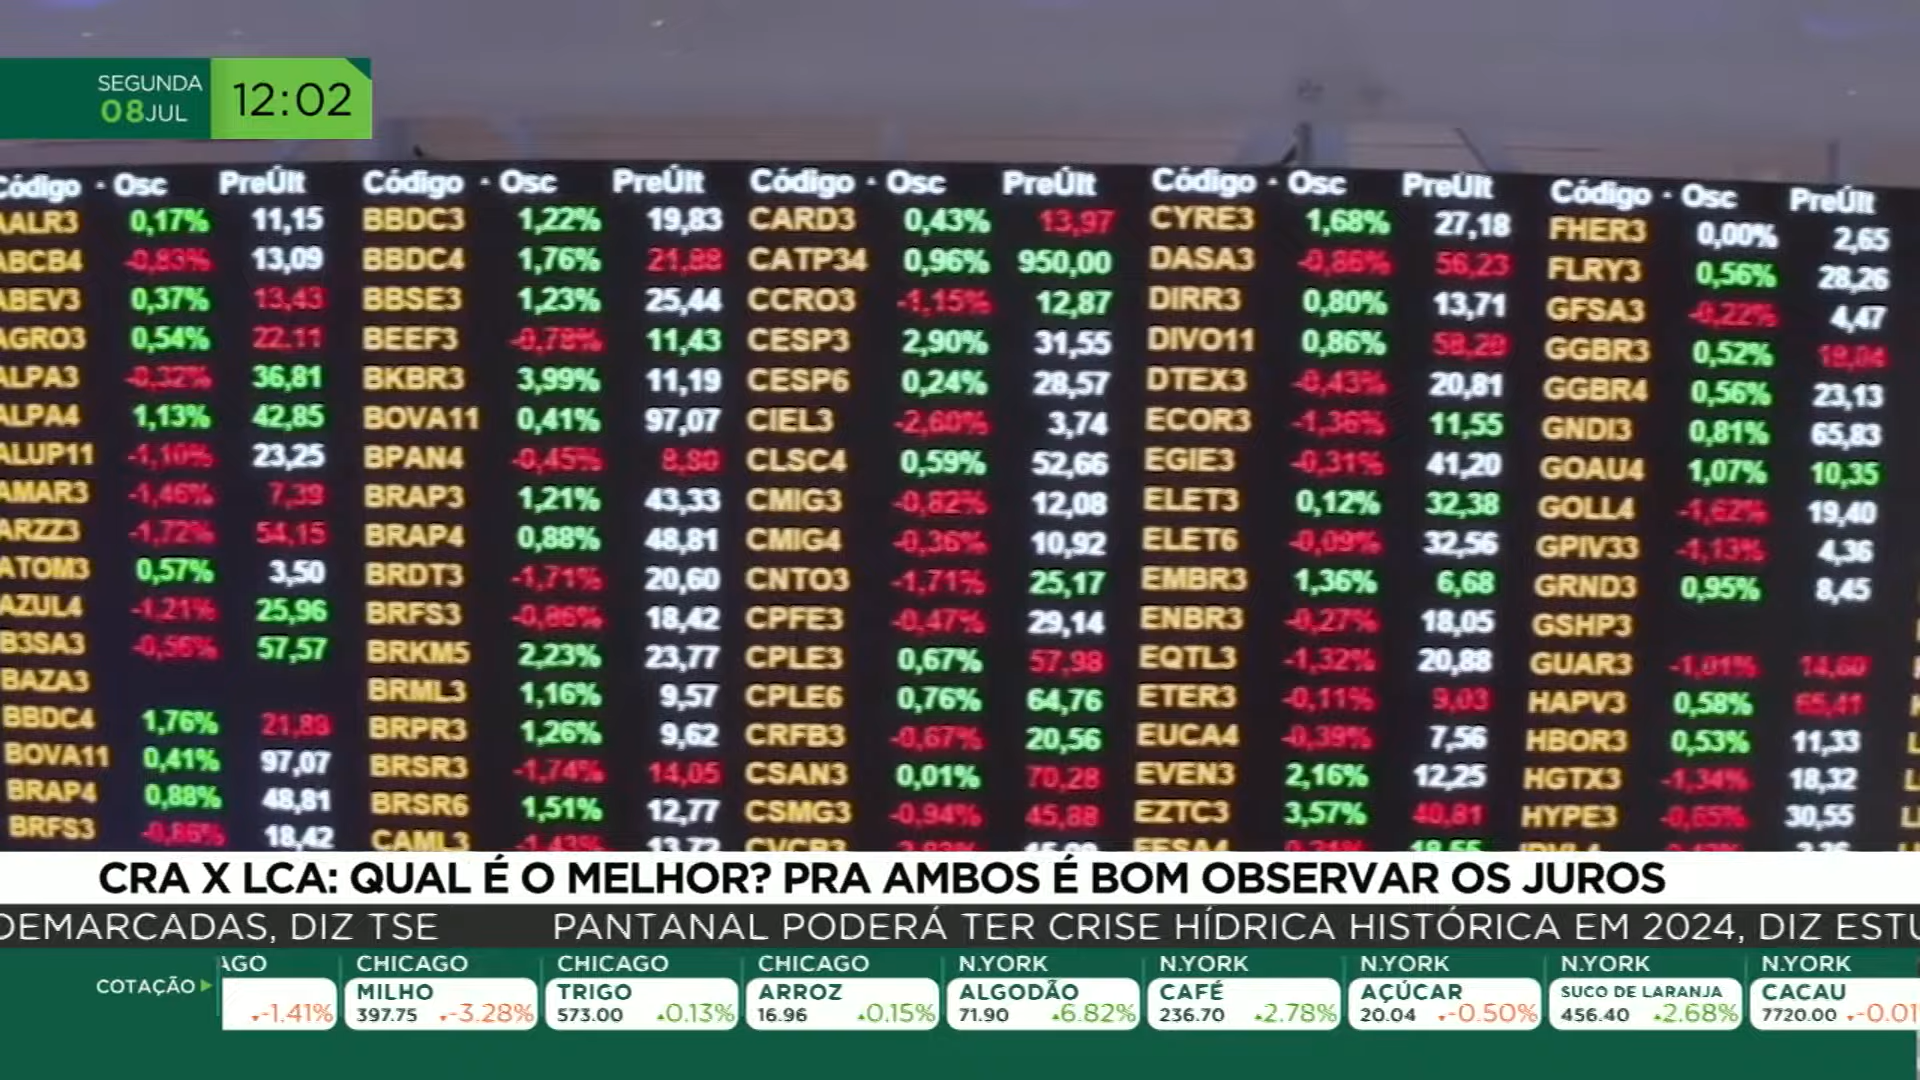 SEGUNDA
08 JUL
12:02
Código · Osc PreÚlt
AALR3 0,17% 11,15
ABCB4 -0,83% 13,09
ABEV3 0,37% 13,43
AGRO3 0,54% 22,11
ALPA3 -0,32% 36,81
ALPA4 1,13% 42,85
ALUP11 -1,10% 23,25
AMAR3 -1,46% 7,39
ARZZ3 -1,72% 54,15
ATOM3 0,57% 3,50
AZUL4 -1,21% 25,96
B3SA3 -0,56% 57,57
BAZA3
BBDC4 1,76% 21,88
BOVA11 0,41% 97,07
BRAP4 0,88% 48,81
BRFS3 -0,86% 18,42
Código · Osc PreÚlt
BBDC3 1,22% 19,83
BBDC4 1,76% 21,88
BBSE3 1,23% 25,44
BEEF3 -0,78% 11,43
BKBR3 3,99% 11,19
BOVA11 0,41% 97,07
BPAN4 -0,45% 8,80
BRAP3 1,21% 43,33
BRAP4 0,88% 48,81
BRDT3 -1,71% 20,60
BRFS3 -0,86% 18,42
BRKM5 2,23% 23,77
BRML3 1,16% 9,57
BRPR3 1,26% 9,62
BRSR3 -1,74% 14,05
BRSR6 1,51% 12,77
CAML3 -1,43% 13,72
Código · Osc PreÚlt
CARD3 0,43% 13,97
CATP34 0,96% 950,00
CCRO3 -1,15% 12,87
CESP3 2,90% 31,55
CESP6 0,24% 28,57
CIEL3 -2,60% 3,74
CLSC4 0,59% 52,66
CMIG3 -0,82% 12,08
CMIG4 -0,36% 10,92
CNTO3 -1,71% 25,17
CPFE3 -0,47% 29,14
CPLE3 0,67% 57,98
CPLE6 0,76% 64,76
CRFB3 -0,67% 20,56
CSAN3 0,01% 70,28
CSMG3 -0,94% 45,88
Código · Osc PreÚlt
CYRE3 1,68% 27,18
DASA3 -0,86% 56,23
DIRR3 0,80% 13,71
DIVO11 0,86% 58,20
DTEX3 -0,43% 20,81
ECOR3 -1,36% 11,55
EGIE3 -0,31% 41,20
ELET3 0,12% 32,38
ELET6 -0,09% 32,56
EMBR3 1,36% 6,68
ENBR3 -0,27% 18,05
EQTL3 -1,32% 20,88
ETER3 -0,11% 9,03
EUCA4 -0,39% 7,56
EVEN3 2,16% 12,25
EZTC3 3,57% 40,81
Código · Osc PreÚlt
FHER3 0,00% 2,65
FLRY3 0,56% 28,26
GFSA3 -0,22% 4,47
GGBR3 0,52%
GGBR4 0,56% 23,13
GNDI3 0,81% 65,83
GOAU4 1,07% 10,35
GOLL4 -1,62% 19,40
GPIV33 -1,13% 4,36
GRND3 0,95% 8,45
GSHP3
GUAR3 -1,01% 14,60
HAPV3 0,58% 65,41
HBOR3 0,53% 11,33
HGTX3 -1,34% 18,32
HYPE3 -0,65% 30,55
CRA X LCA: QUAL É O MELHOR? PRA AMBOS É BOM OBSERVAR OS JUROS
DEMARCADAS, DIZ TSE PANTANAL PODERÁ TER CRISE HÍDRICA HISTÓRICA EM 2024, DIZ ESTU
COTAÇÃO
AGO
-1.41%
CHICAGO
MILHO
397.75 -3.28%
CHICAGO
TRIGO
573.00 0.13%
CHICAGO
ARROZ
16.96 0.15%
N.YORK
ALGODÃO
71.90 6.82%
N.YORK
CAFÉ
236.70 2.78%
N.YORK
AÇÚCAR
20.04 -0.50%
N.YORK
SUCO DE LARANJA
456.40 2.68%
N.YORK
CACAU
7720.00 -0.01